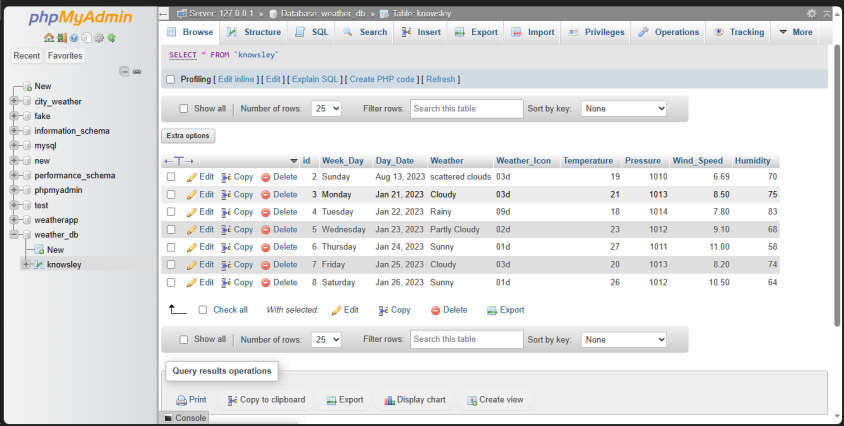 phpMyAdmin
Recent Favorites
New
city_weather
fake
information_schema
mysql
new
performance_schema
phpmyadmin
test
weatherapp
weather_db
New
knowsley
Server: 127.0.0.1 » Database: weather_db » Table: knowsley
Browse Structure SQL Search Insert Export Import Privileges Operations Tracking More
SELECT * FROM `knowsley`
Profiling [ Edit inline ] [ Edit ] [ Explain SQL ] [ Create PHP code ] [ Refresh ]
Show all Number of rows: 25 Filter rows: Search this table Sort by key: None
Extra options
id Week_Day Day_Date Weather Weather_Icon Temperature Pressure Wind_Speed Humidity
Edit Copy Delete 2 Sunday Aug 13, 2023 scattered clouds 03d 19 1010 6.69 70
Edit Copy Delete 3 Monday Jan 21, 2023 Cloudy 03d 21 1013 8.50 75
Edit Copy Delete 4 Tuesday Jan 22, 2023 Rainy 09d 18 1014 7.80 83
Edit Copy Delete 5 Wednesday Jan 23, 2023 Partly Cloudy 02d 23 1012 9.10 68
Edit Copy Delete 6 Thursday Jan 24, 2023 Sunny 01d 27 1011 11.00 58
Edit Copy Delete 7 Friday Jan 25, 2023 Cloudy 03d 20 1013 8.20 74
Edit Copy Delete 8 Saturday Jan 26, 2023 Sunny 01d 26 1012 10.50 64
Check all With selected: Edit Copy Delete Export
Show all Number of rows: 25 Filter rows: Search this table Sort by key: None
Query results operations
Print Copy to clipboard Export Display chart Create view
Console